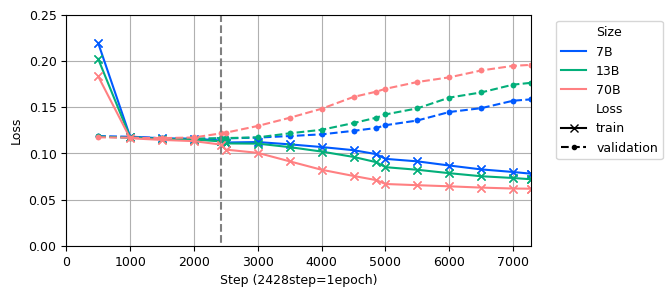 0.25
0.20
0.15
0.10
0.05
0.00
Loss
0 1000 2000 3000 4000 5000 6000 7000
Step (2428step=1epoch)
Size
7B
13B
70B
Loss
train
validation